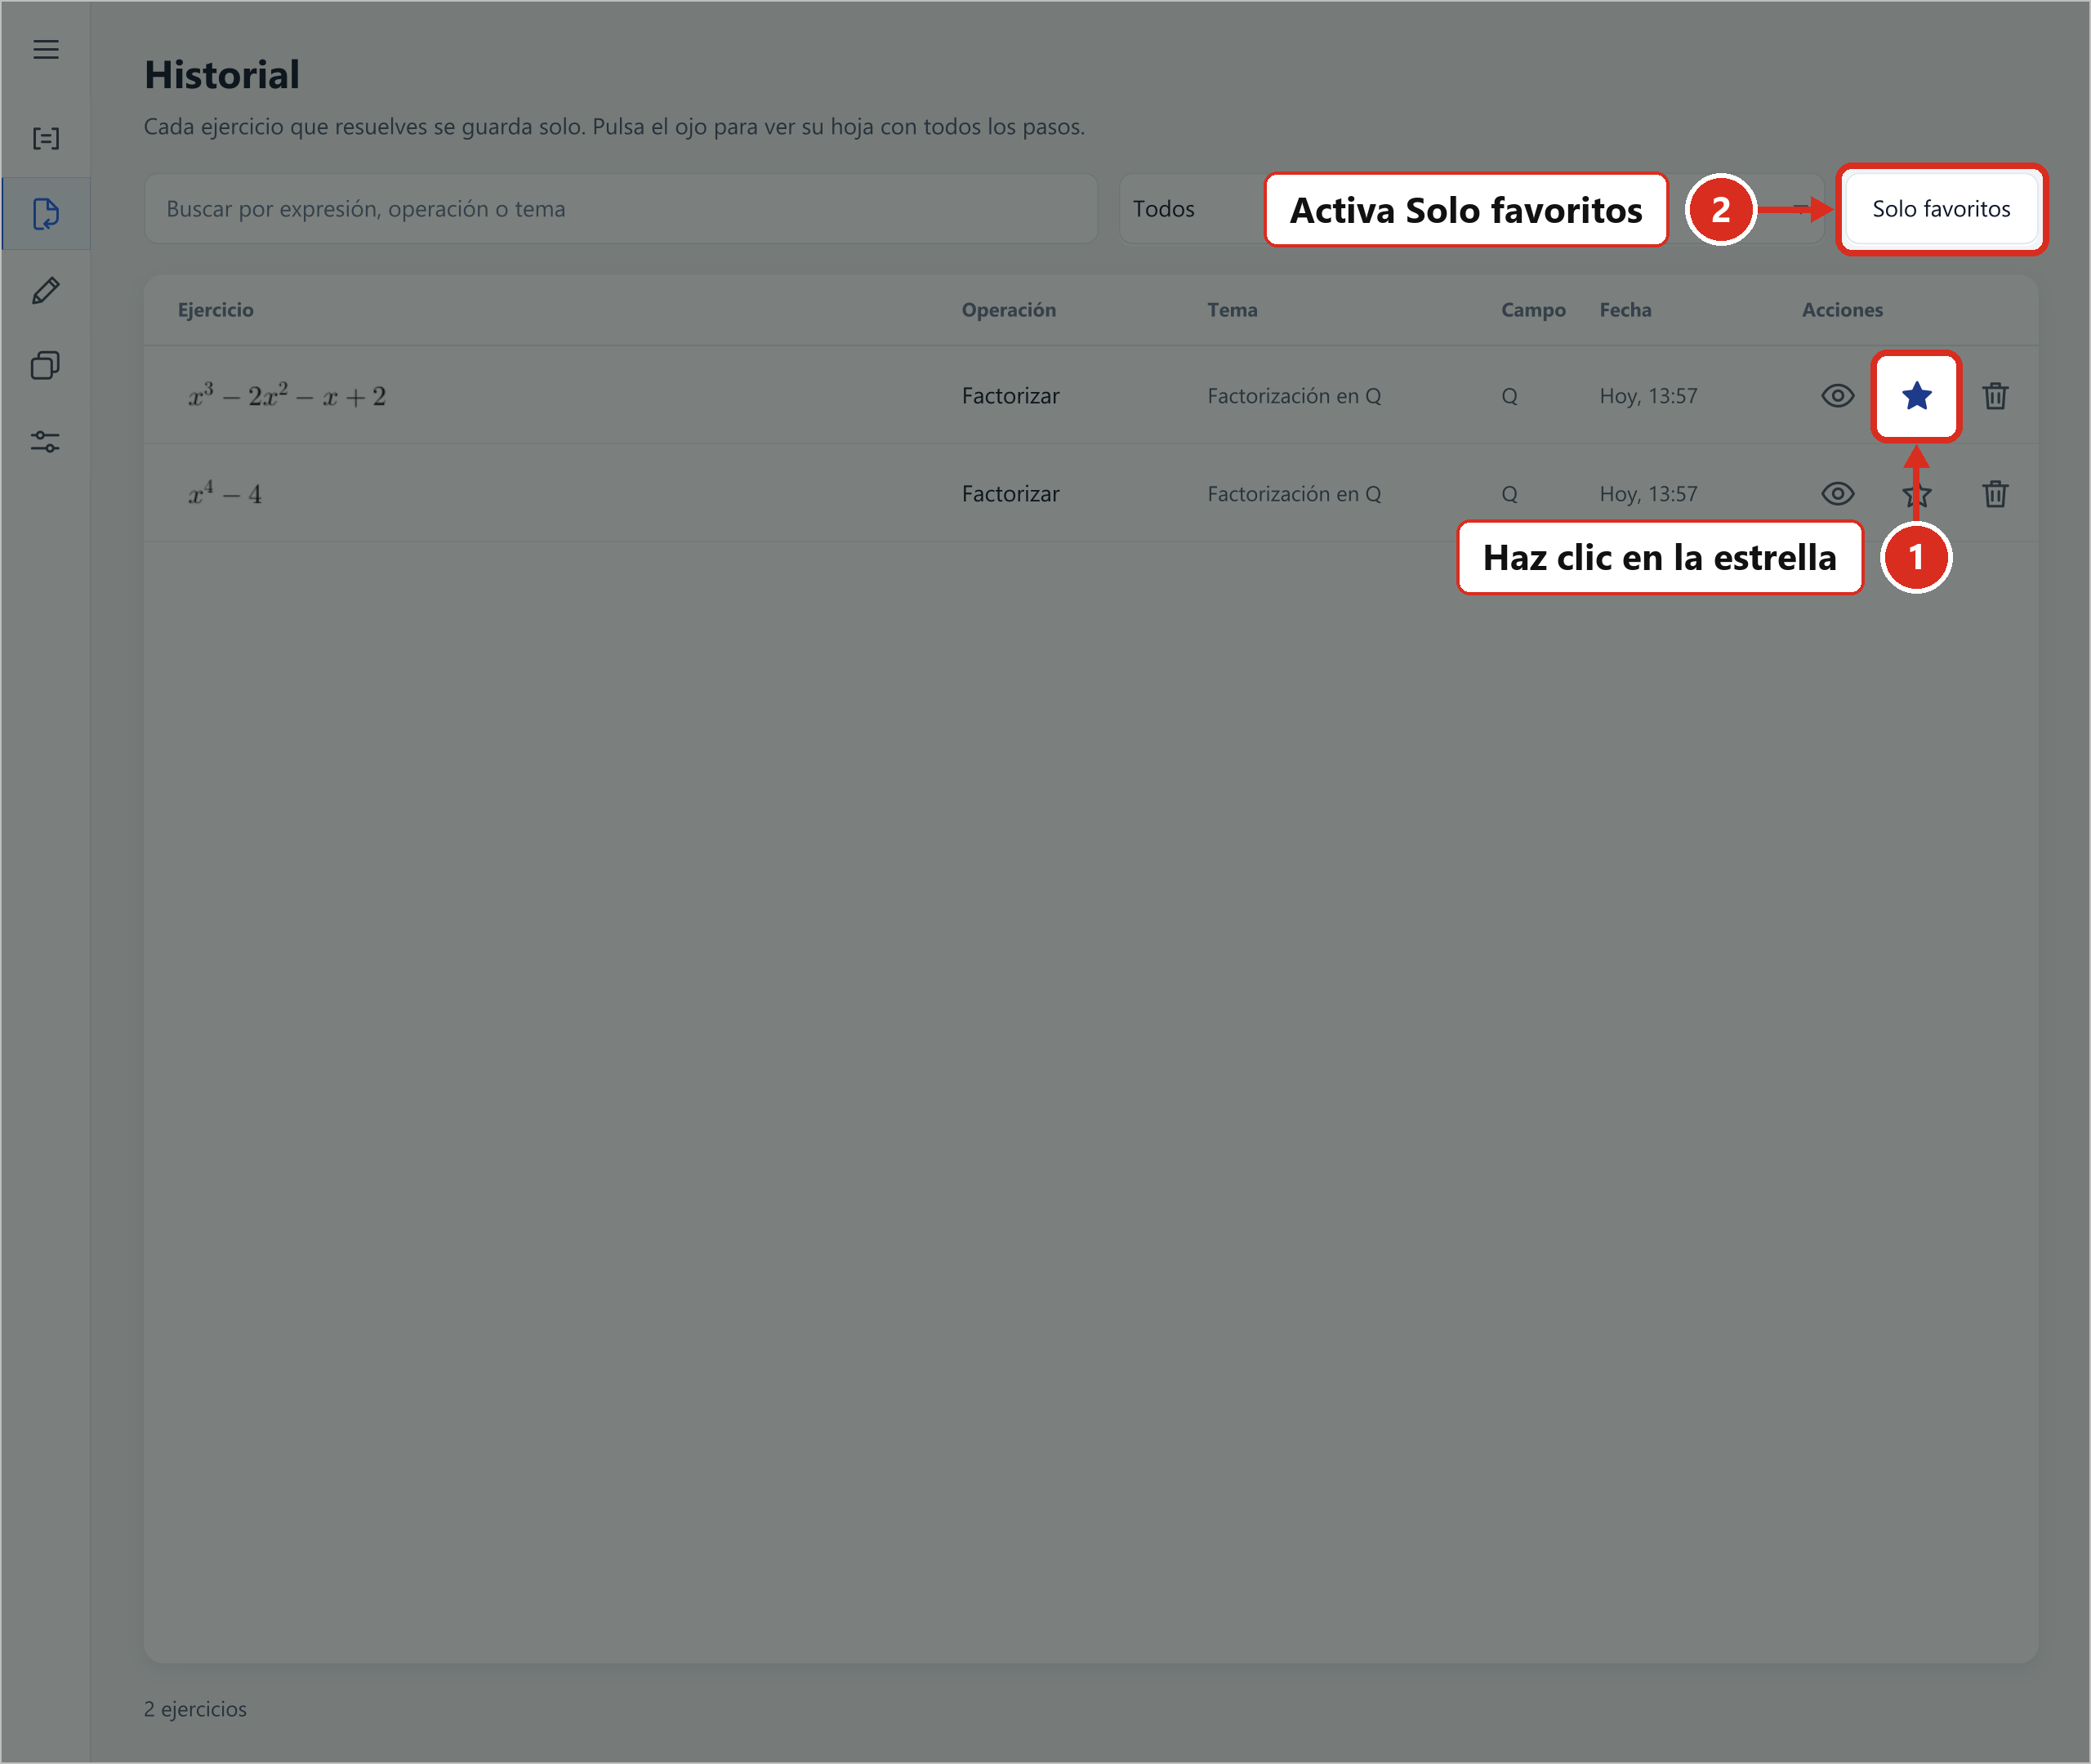 Historial
Cada ejercicio que resuelves se guarda solo. Pulsa el ojo para ver su hoja con todos los pasos.
Buscar por expresión, operación o tema
Todos
Activa Solo favoritos
2
Solo favoritos
Ejercicio Operación Tema Campo Fecha Acciones
x³ − 2x² − x + 2 Factorizar Factorización en Q Q Hoy, 13:57
x⁴ − 4 Factorizar Factorización en Q Q Hoy, 13:57
Haz clic en la estrella
1
2 ejercicios